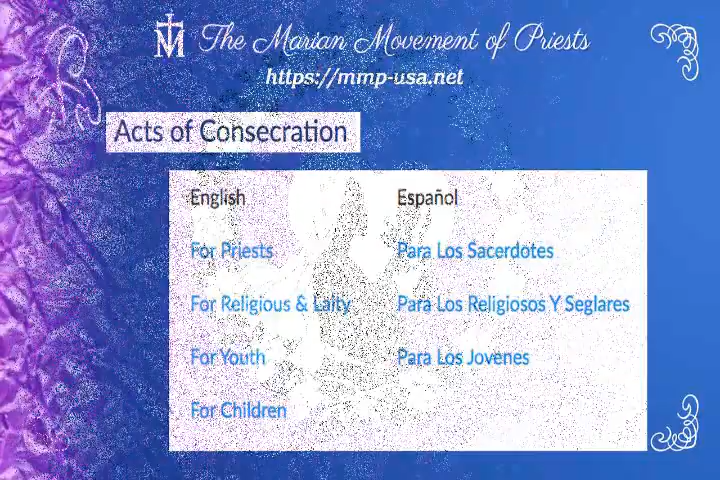 The Marian Movement of Priests
https://mmp-usa.net
Acts of Consecration
English Español
For Priests Para Los Sacerdotes
For Religious & Laity Para Los Religiosos Y Seglares
For Youth Para Los Jovenes
For Children